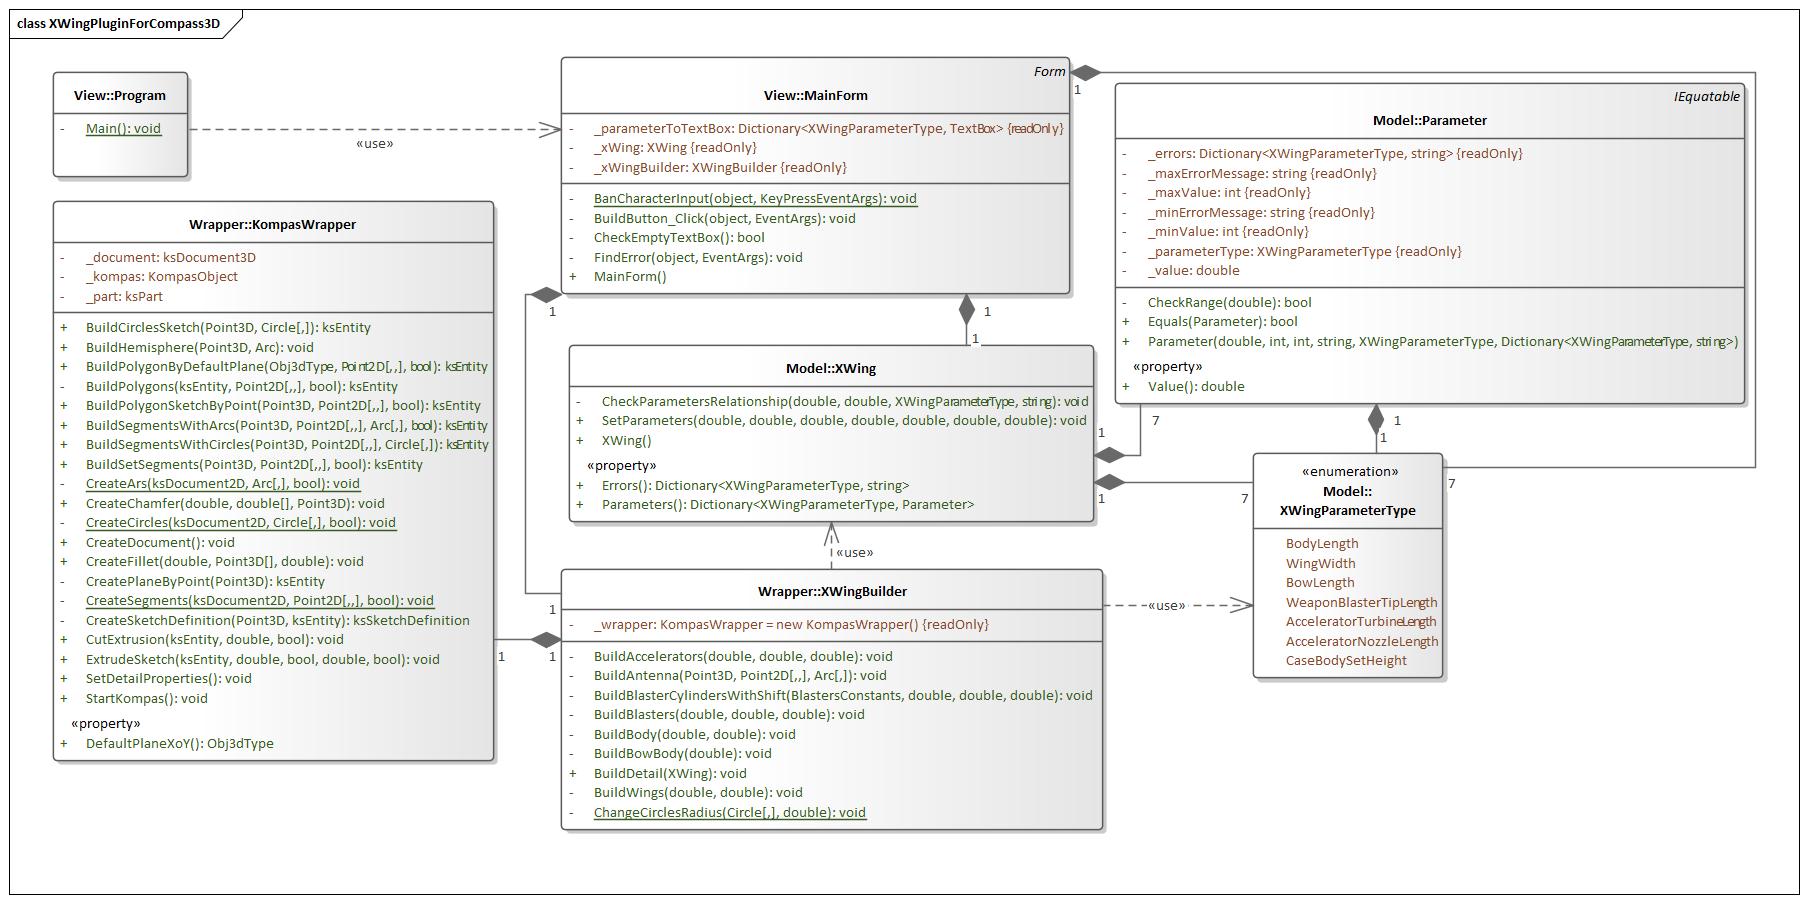 class XWingPluginForCompass3D
View::Program
- Main(): void
«use»
Form
View::MainForm
- _parameterToTextBox: Dictionary<XWingParameterType, TextBox> {readOnly}
- _xWing: XWing {readOnly}
- _xWingBuilder: XWingBuilder {readOnly}
- BanCharacterInput(object, KeyPressEventArgs): void
- BuildButton_Click(object, EventArgs): void
- CheckEmptyTextBox(): bool
- FindError(object, EventArgs): void
+ MainForm()
1
1
1
1
IEquatable
Model::Parameter
- _errors: Dictionary<XWingParameterType, string> {readOnly}
- _maxErrorMessage: string {readOnly}
- _maxValue: int {readOnly}
- _minErrorMessage: string {readOnly}
- _minValue: int {readOnly}
- _parameterType: XWingParameterType {readOnly}
- _value: double
- CheckRange(double): bool
+ Equals(Parameter): bool
+ Parameter(double, int, int, string, XWingParameterType, Dictionary<XWingParameterType, string>)
«property»
+ Value(): double
7
1
1
Wrapper::KompasWrapper
- _document: ksDocument3D
- _kompas: KompasObject
- _part: ksPart
+ BuildCirclesSketch(Point3D, Circle[,]): ksEntity
+ BuildHemisphere(Point3D, Arc): void
+ BuildPolygonByDefaultPlane(Obj3dType, Point2D[,,], bool): ksEntity
- BuildPolygons(ksEntity, Point2D[,,], bool): ksEntity
+ BuildPolygonSketchByPoint(Point3D, Point2D[,,], bool): ksEntity
+ BuildSegmentsWithArcs(Point3D, Point2D[,,], Arc[,], bool): ksEntity
+ BuildSegmentsWithCircles(Point3D, Point2D[,,], Circle[,]): ksEntity
+ BuildSetSegments(Point3D, Point2D[,,], bool): ksEntity
- CreateArs(ksDocument2D, Arc[,], bool): void
+ CreateChamfer(double, double[], Point3D): void
- CreateCircles(ksDocument2D, Circle[,], bool): void
+ CreateDocument(): void
+ CreateFillet(double, Point3D[], double): void
- CreatePlaneByPoint(Point3D): ksEntity
- CreateSegments(ksDocument2D, Point2D[,,], bool): void
- CreateSketchDefinition(Point3D, ksEntity): ksSketchDefinition
+ CutExtrusion(ksEntity, double, bool): void
+ ExtrudeSketch(ksEntity, double, bool, double, bool): void
+ SetDetailProperties(): void
+ StartKompas(): void
«property»
+ DefaultPlaneXoY(): Obj3dType
Model::XWing
- CheckParametersRelationship(double, double, XWingParameterType, string): void
+ SetParameters(double, double, double, double, double, double, double): void
+ XWing()
«property»
+ Errors(): Dictionary<XWingParameterType, string>
+ Parameters(): Dictionary<XWingParameterType, Parameter>
1
1
7
7
«use»
«enumeration»
Model::
XWingParameterType
BodyLength
WingWidth
BowLength
WeaponBlasterTipLength
AcceleratorTurbineLength
AcceleratorNozzleLength
CaseBodySetHeight
Wrapper::XWingBuilder
- _wrapper: KompasWrapper = new KompasWrapper() {readOnly}
- BuildAccelerators(double, double, double): void
- BuildAntenna(Point3D, Point2D[,,], Arc[,]): void
- BuildBlasterCylindersWithShift(BlastersConstants, double, double, double): void
- BuildBlasters(double, double, double): void
- BuildBody(double, double): void
- BuildBowBody(double): void
+ BuildDetail(XWing): void
- BuildWings(double, double): void
- ChangeCirclesRadius(Circle[,], double): void
«use»
1
1
1